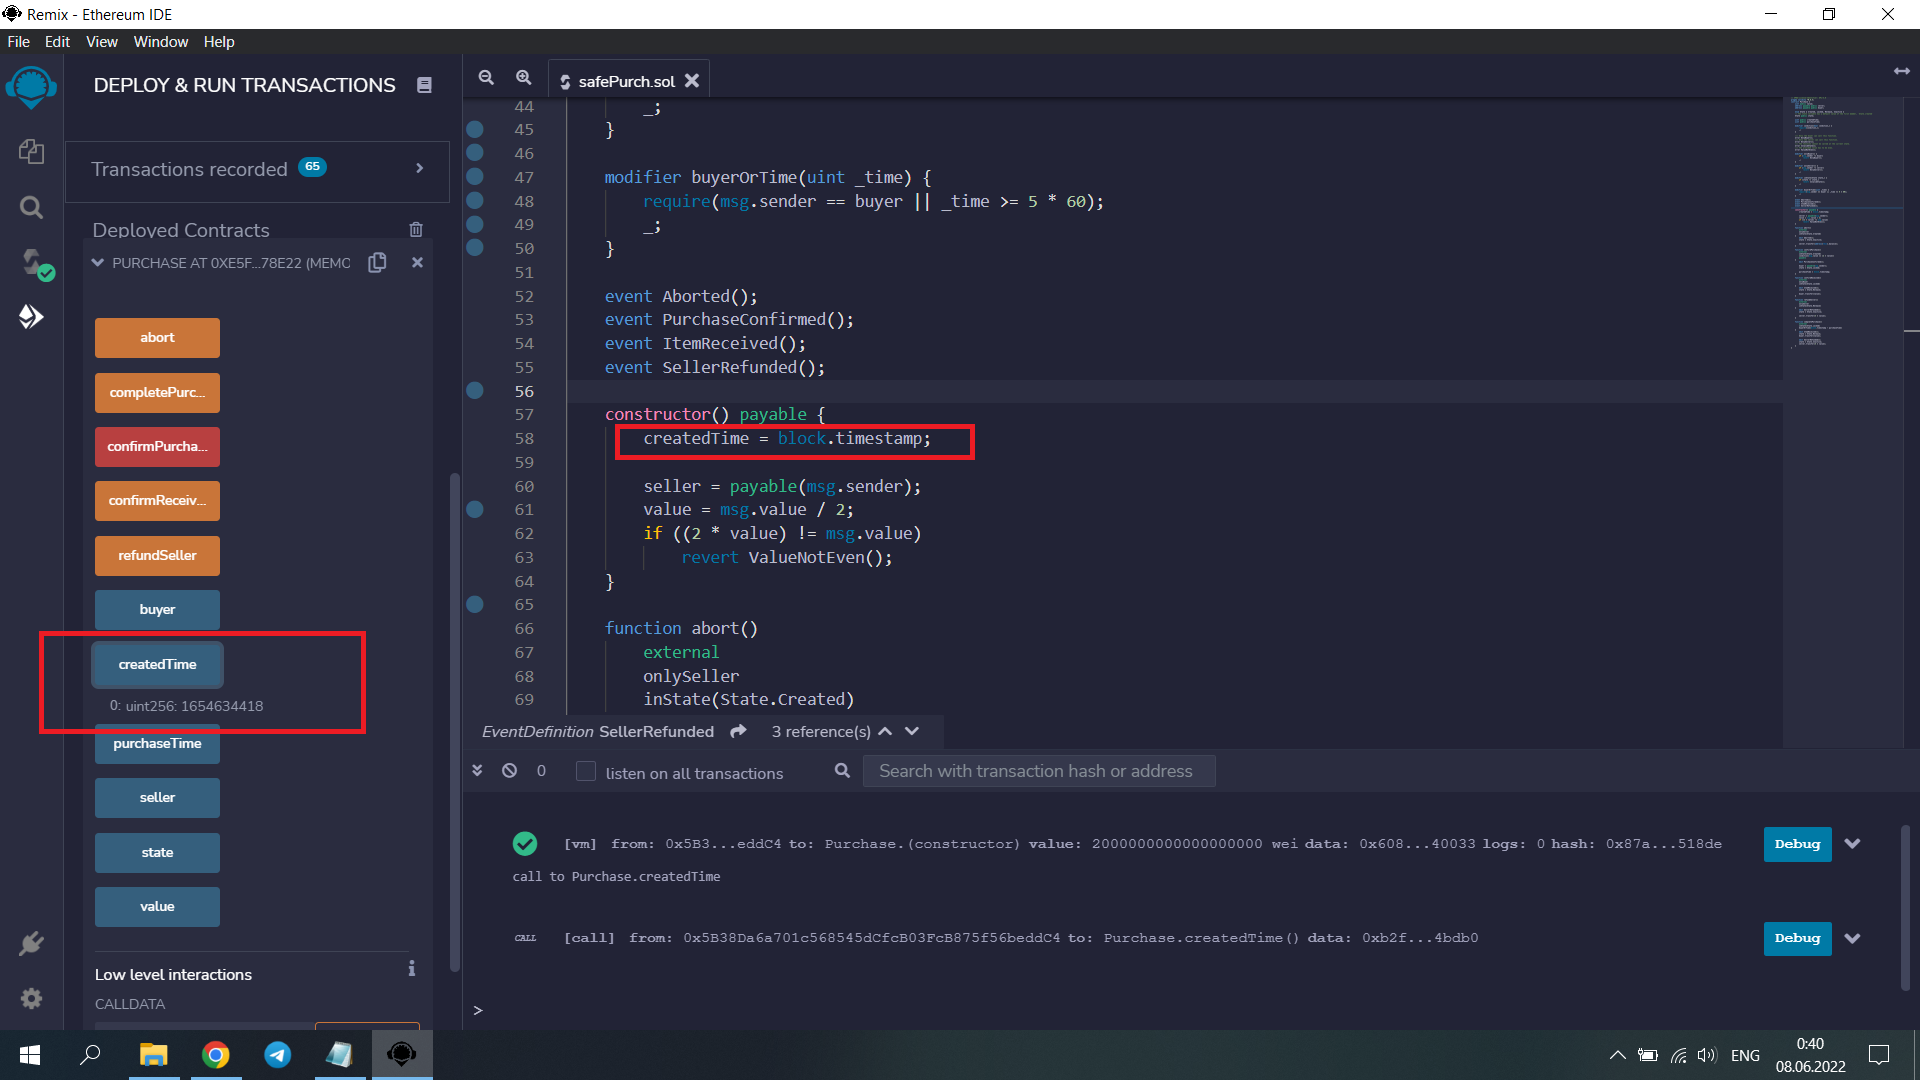 Remix - Ethereum IDE
File Edit View Window Help
DEPLOY & RUN TRANSACTIONS
Transactions recorded 65
Deployed Contracts
PURCHASE AT 0XE5F...78E22 (MEMO
abort
completePurc...
confirmPurcha...
confirmReceiv...
refundSeller
buyer
createdTime
0: uint256: 1654634418
purchaseTime
seller
state
value
Low level interactions
CALLDATA
safePurch.sol
44 _;
45 }
46
47 modifier buyerOrTime(uint _time) {
48 require(msg.sender == buyer || _time >= 5 * 60);
49 _;
50 }
51
52 event Aborted();
53 event PurchaseConfirmed();
54 event ItemReceived();
55 event SellerRefunded();
56
57 constructor() payable {
58 createdTime = block.timestamp;
59
60 seller = payable(msg.sender);
61 value = msg.value / 2;
62 if ((2 * value) != msg.value)
63 revert ValueNotEven();
64 }
65
66 function abort()
67 external
68 onlySeller
69 inState(State.Created)
EventDefinition SellerRefunded 3 reference(s)
0 listen on all transactions Search with transaction hash or address
[vm] from: 0x5B3...eddC4 to: Purchase.(constructor) value: 2000000000000000000 wei data: 0x608...40033 logs: 0 hash: 0x87a...518de Debug
call to Purchase.createdTime
CALL [call] from: 0x5B38Da6a701c568545dCfcB03FcB875f56beddC4 to: Purchase.createdTime() data: 0xb2f...4bdb0 Debug
>
ENG
0:40
08.06.2022